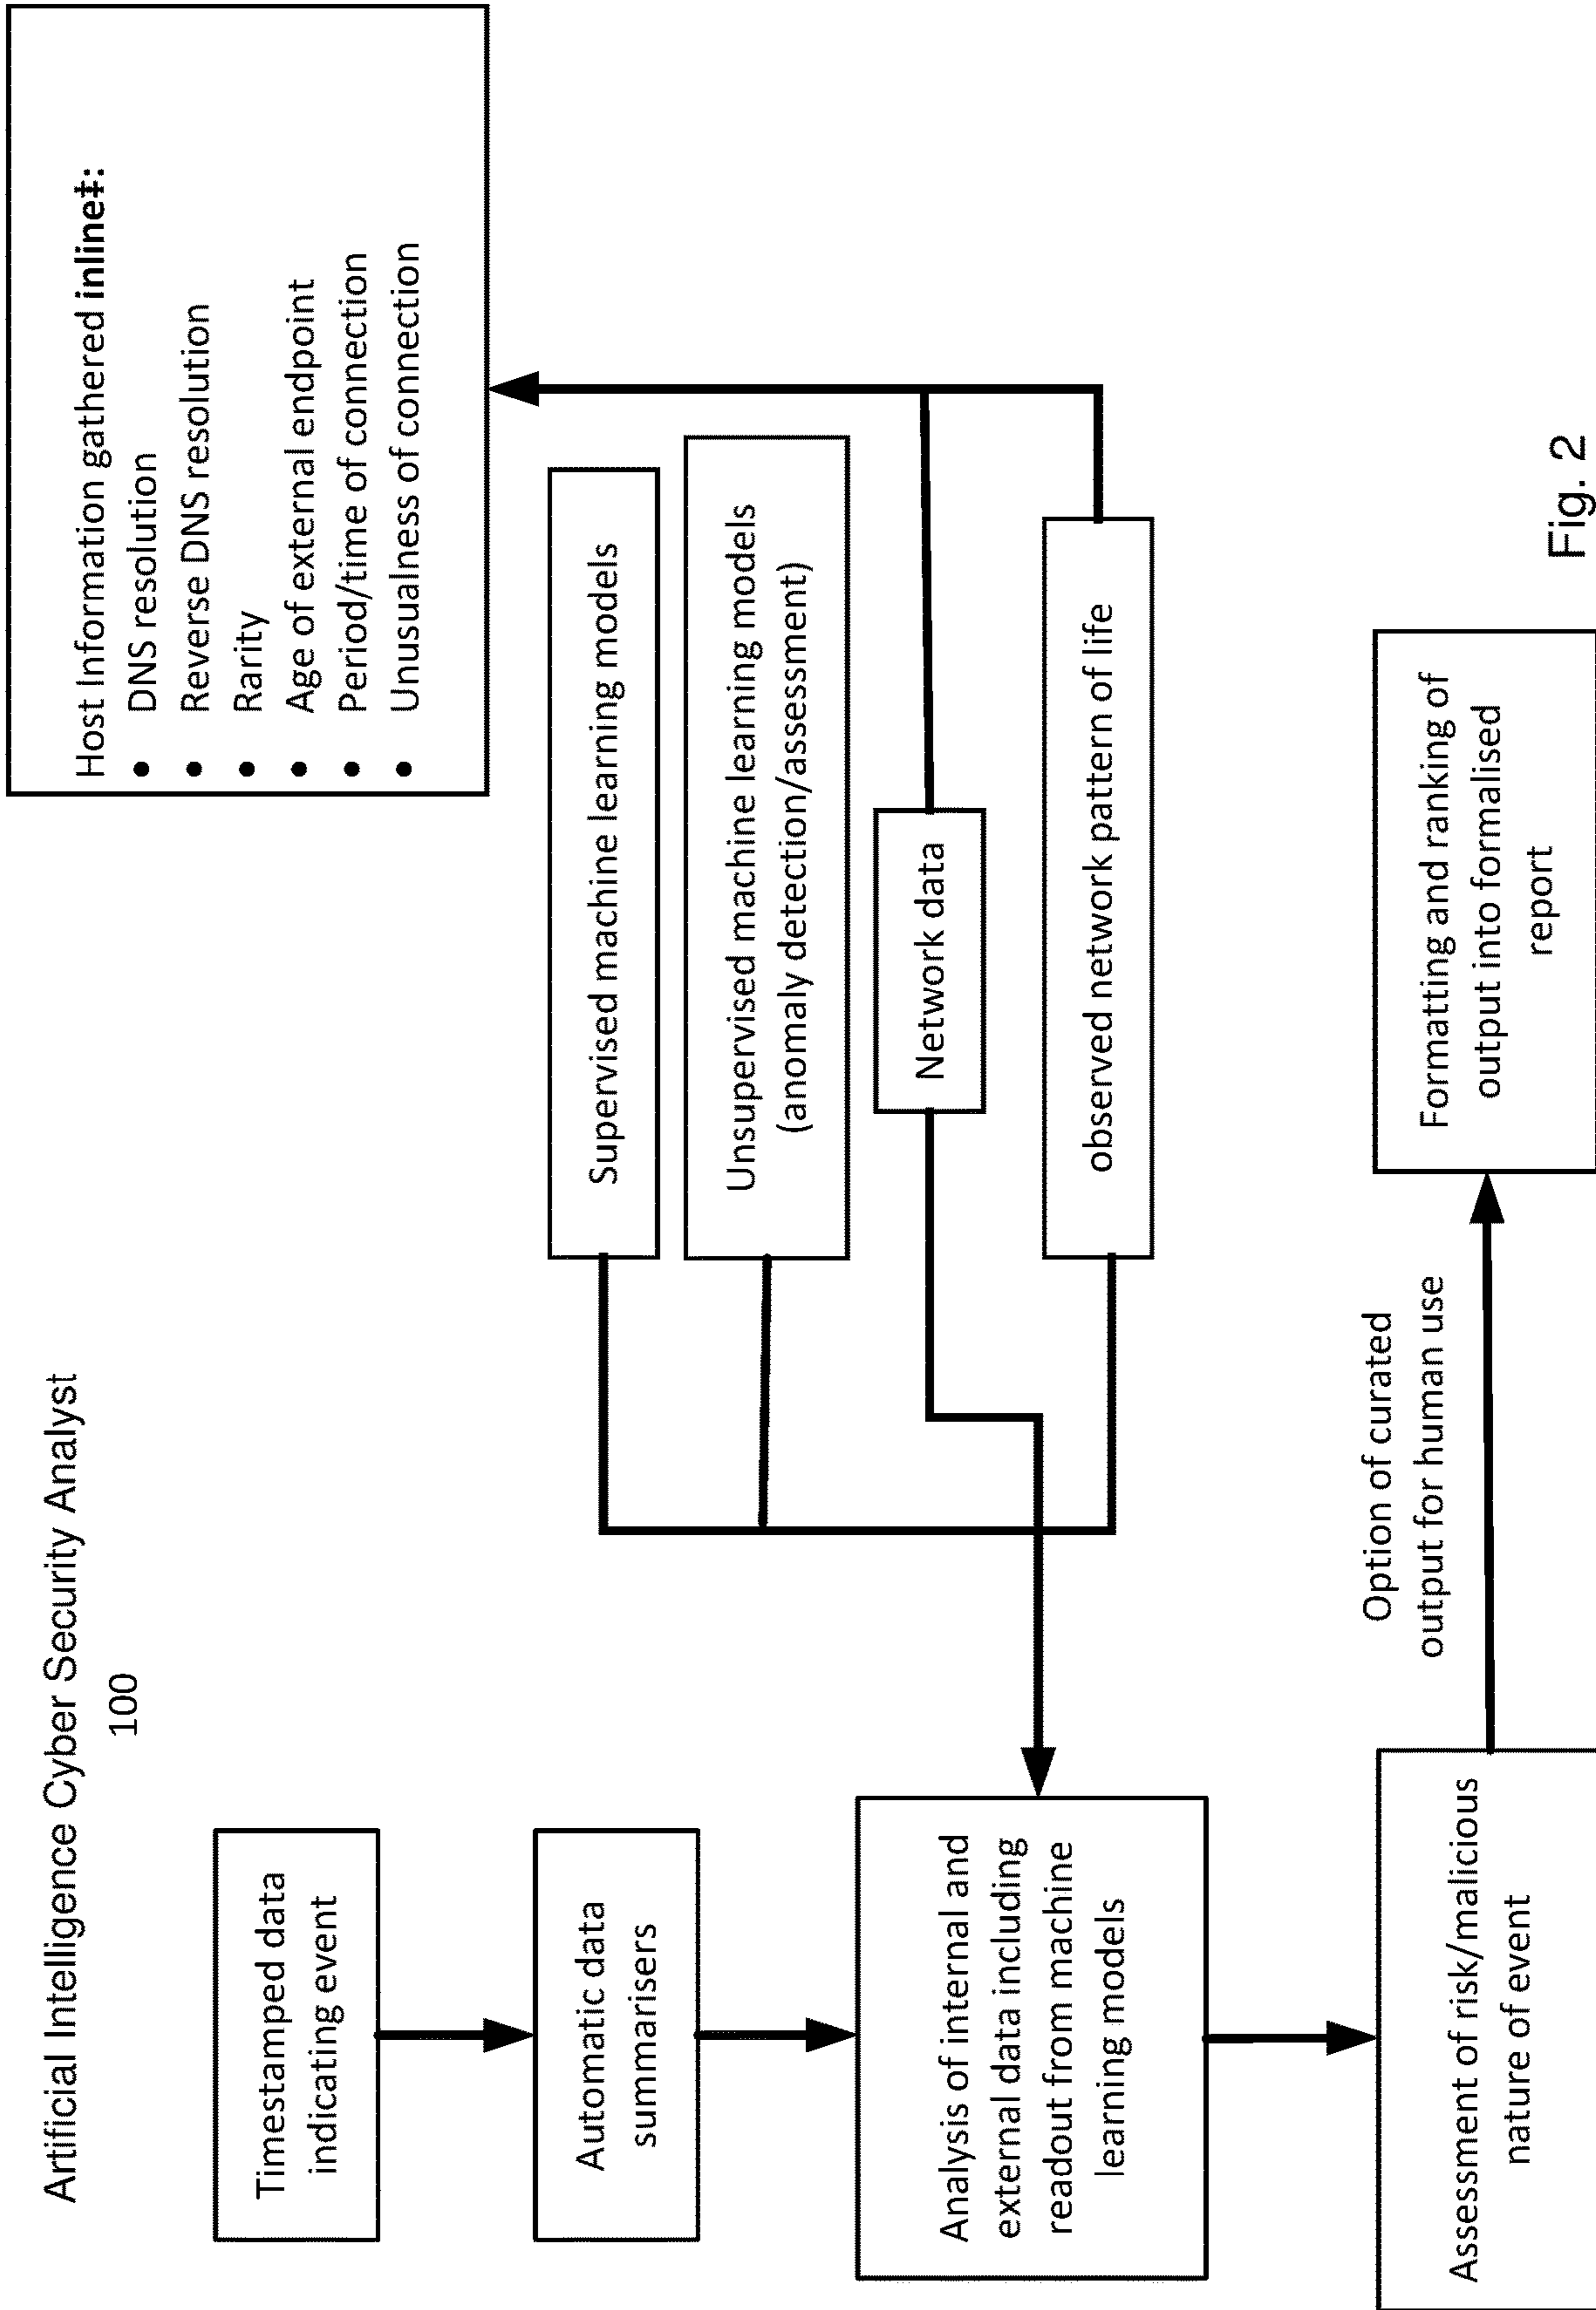 Artificial Intelligence Cyber Security Analyst
100
Timestamped data
indicating event
Automatic data
summarisers
Analysis of internal and
external data including
readout from machine
learning models
Assessment of risk/malicious
nature of event
Option of curated
output for human use
Formatting and ranking of
output into formalised
report
Supervised machine learning models
Unsupervised machine learning models
(anomaly detection/assessment)
Network data
observed network pattern of life
Host Information gathered inline‡:
• DNS resolution
• Reverse DNS resolution
• Rarity
• Age of external endpoint
• Period/time of connection
• Unusualness of connection
Fig. 2